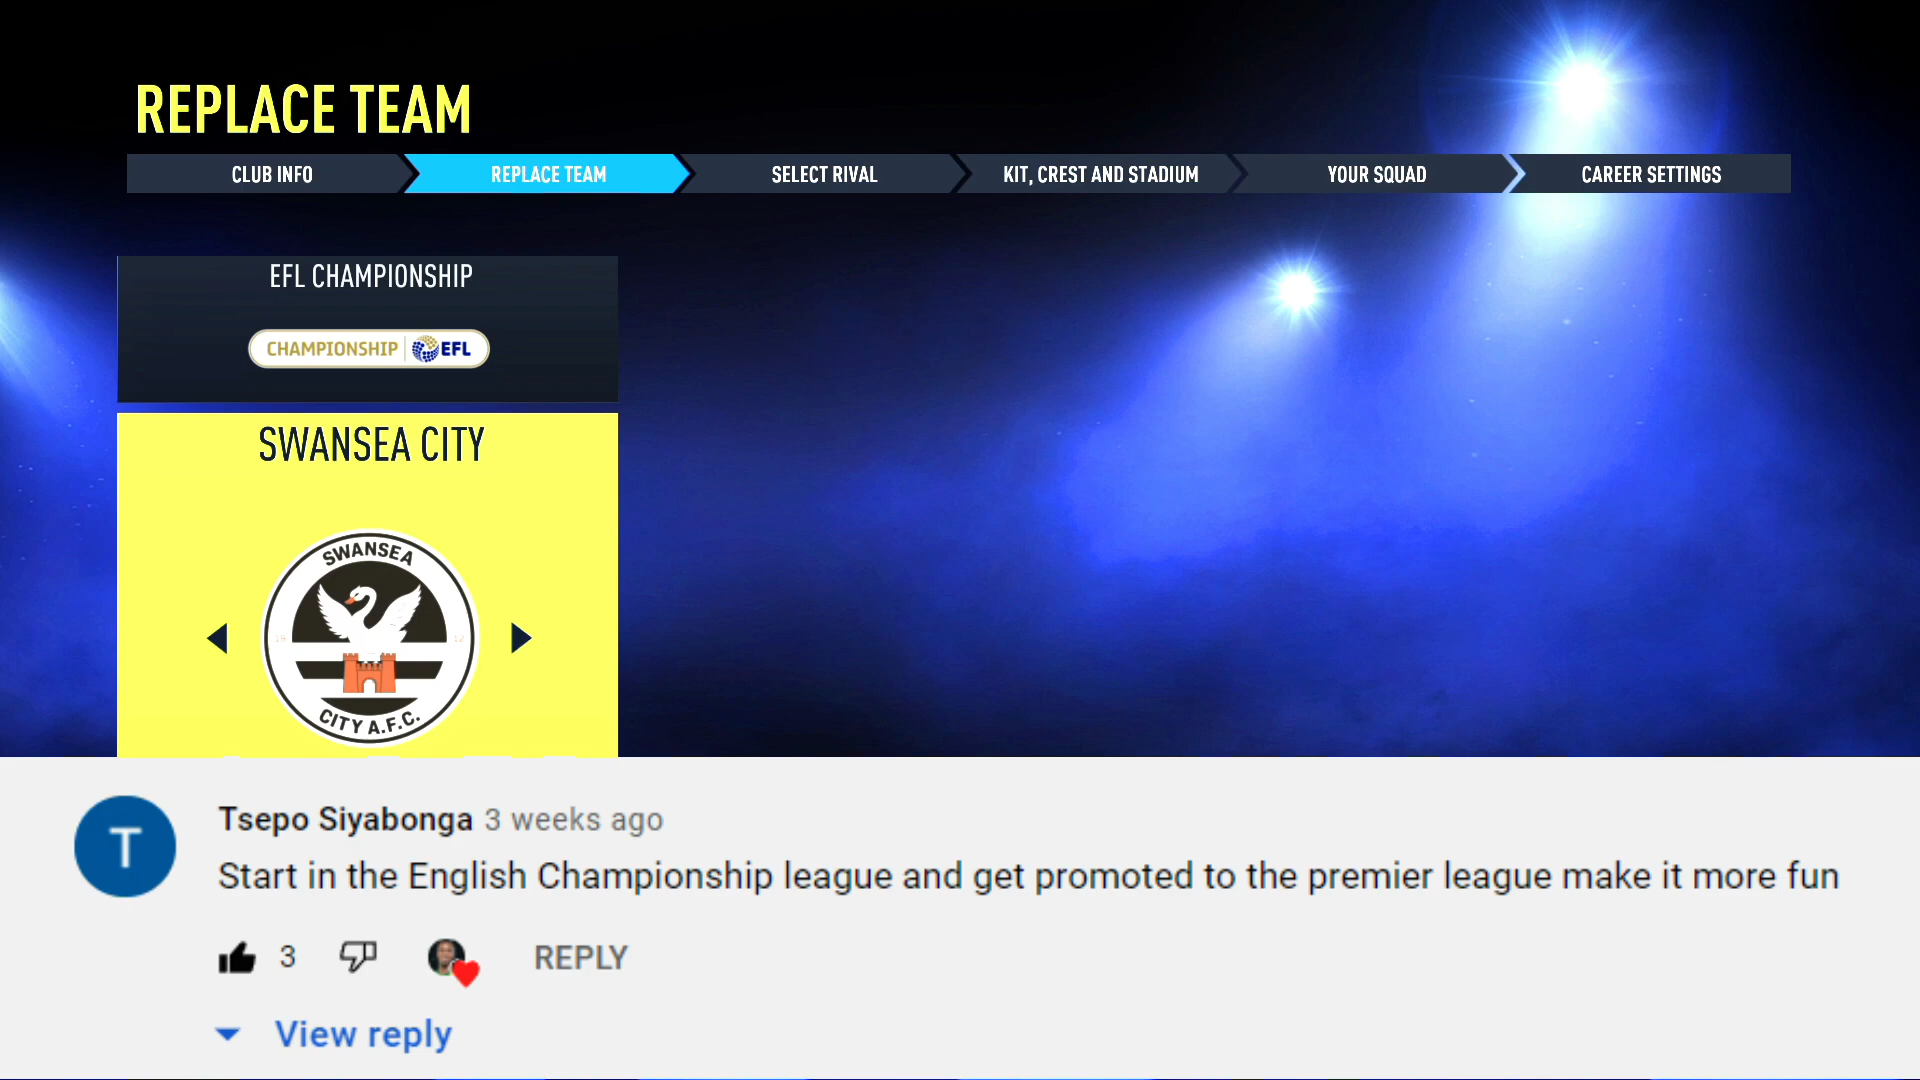 REPLACE TEAM
CLUB INFO
REPLACE TEAM
SELECT RIVAL
KIT, CREST AND STADIUM
YOUR SQUAD
CAREER SETTINGS
EFL CHAMPIONSHIP
CHAMPIONSHIP EFL
SWANSEA CITY
SWANSEA
19 12
CITY A.F.C.
T
Tsepo Siyabonga 3 weeks ago
Start in the English Championship league and get promoted to the premier league make it more fun
3 REPLY
View reply